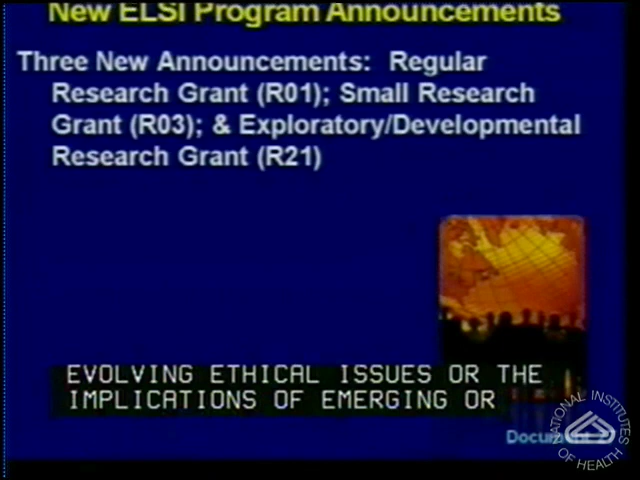 New ELSI Program Announcements
Three New Announcements: Regular
Research Grant (R01); Small Research
Grant (R03); & Exploratory/Developmental
Research Grant (R21)
EVOLVING ETHICAL ISSUES OR THE
IMPLICATIONS OF EMERGING OR
Document
NATIONAL INSTITUTES
OF HEALTH